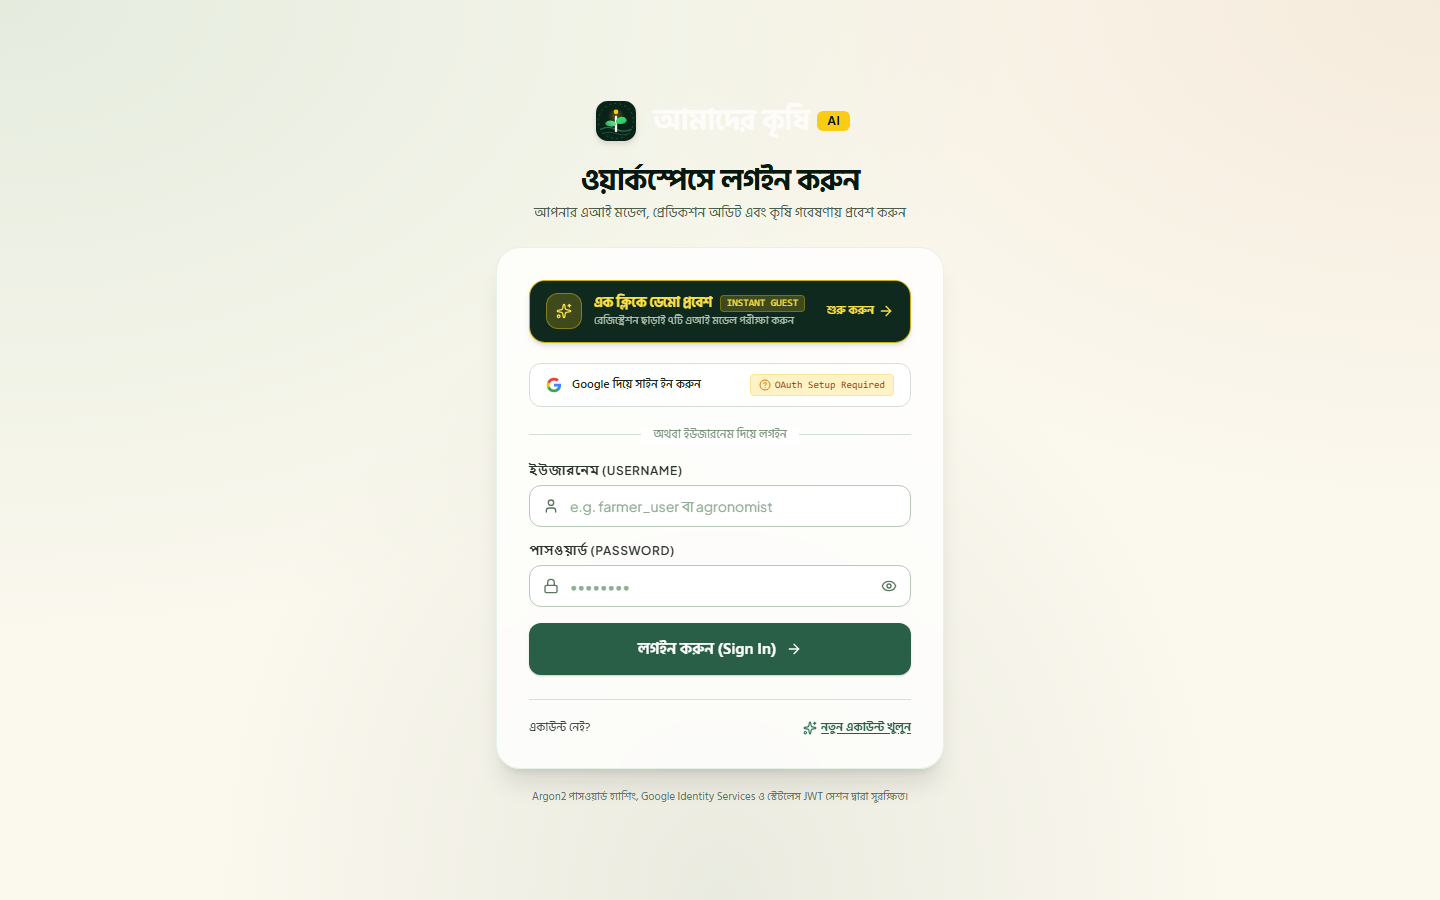 আমাদের কৃষি AI
ওয়ার্কস্পেসে লগইন করুন
আপনার এআই মডেল, প্রেডিকশন অডিট এবং কৃষি গবেষণায় প্রবেশ করুন
এক ক্লিকে ডেমো প্রবেশ INSTANT GUEST
রেজিস্ট্রেশন ছাড়াই ৭টি এআই মডেল পরীক্ষা করুন
শুরু করুন →
Google দিয়ে সাইন ইন করুন OAuth Setup Required
অথবা ইউজারনেম দিয়ে লগইন
ইউজারনেম (USERNAME)
e.g. farmer_user বা agronomist
পাসওয়ার্ড (PASSWORD)
••••••••
লগইন করুন (Sign In) →
একাউন্ট নেই? নতুন একাউন্ট খুলুন
Argon2 পাসওয়ার্ড হ্যাশিং, Google Identity Services ও স্টেটলেস JWT সেশন দ্বারা সুরক্ষিত।